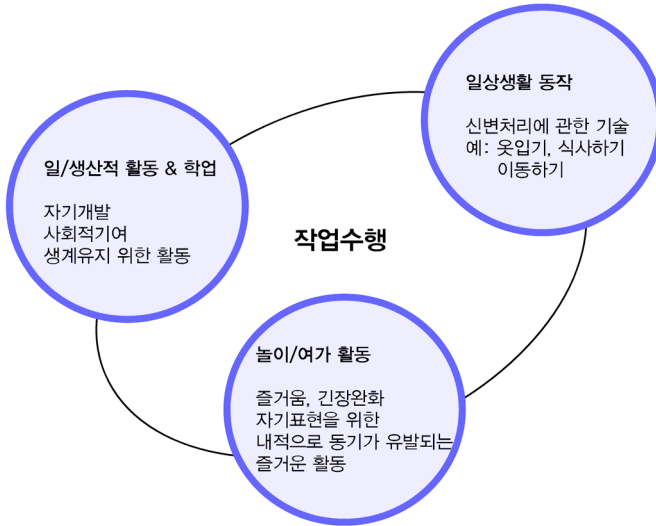 일상생활 동작
신변처리에 관한 기술
예: 옷입기, 식사하기
이동하기
일/생산적 활동 & 학업
자기개발
사회적기여
생계유지 위한 활동
작업수행
놀이/여가 활동
즐거움, 긴장완화
자기표현을 위한
내적으로 동기가 유발되는
즐거운 활동